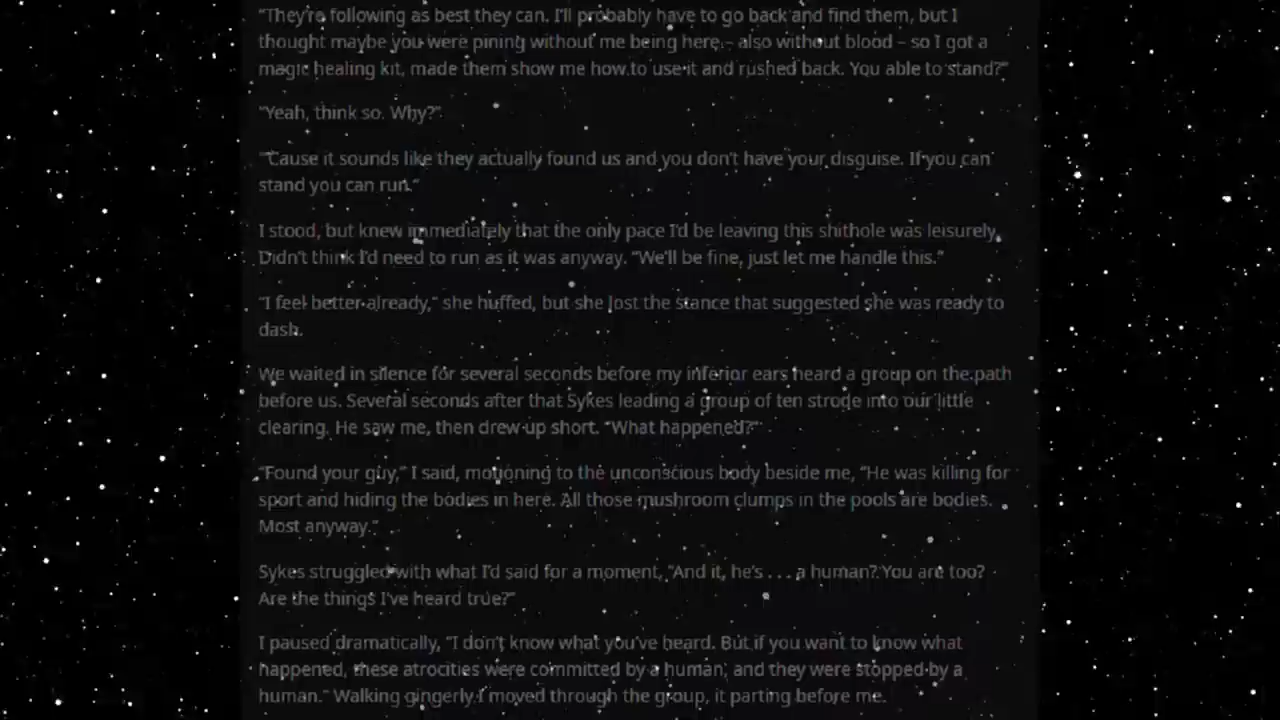 “They’re following as best they can. I’ll probably have to go back and find them, but I
thought maybe you were pining without me being here – also without blood – so I got a
magic healing kit, made them show me how to use it and rushed back. You able to stand?”
“Yeah, think so. Why?”
“’Cause it sounds like they actually found us and you don’t have your disguise. If you can
stand you can run.”
I stood, but knew immediately that the only pace I’d be leaving this shithole was leisurely.
Didn’t think I’d need to run as it was anyway. “We’ll be fine, just let me handle this.”
“I feel better already,” she huffed, but she lost the stance that suggested she was ready to
dash.
We waited in silence for several seconds before my inferior ears heard a group on the path
before us. Several seconds after that Sykes leading a group of ten strode into our little
clearing. He saw me, then drew up short. “What happened?”
“Found your guy,” I said, motioning to the unconscious body beside me, “He was killing for
sport and hiding the bodies in here. All those mushroom clumps in the pools are bodies.
Most anyway.”
Sykes struggled with what I’d said for a moment, “And it, he’s . . . a human? You are too?
Are the things I’ve heard true?”
I paused dramatically, “I don’t know what you’ve heard. But if you want to know what
happened, these atrocities were committed by a human, and they were stopped by a
human.” Walking gingerly I moved through the group, it parting before me.